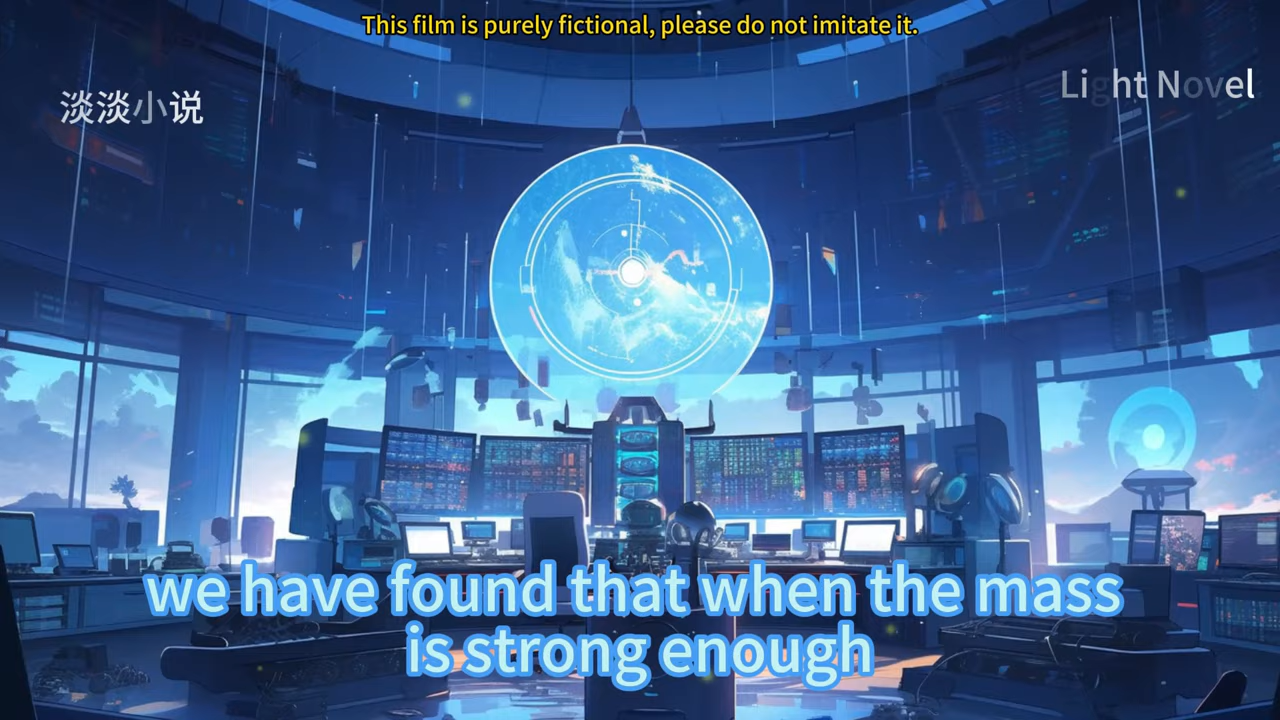 This film is purely fictional, please do not imitate it.
淡淡小说
Light Novel
we have found that when the mass
is strong enough